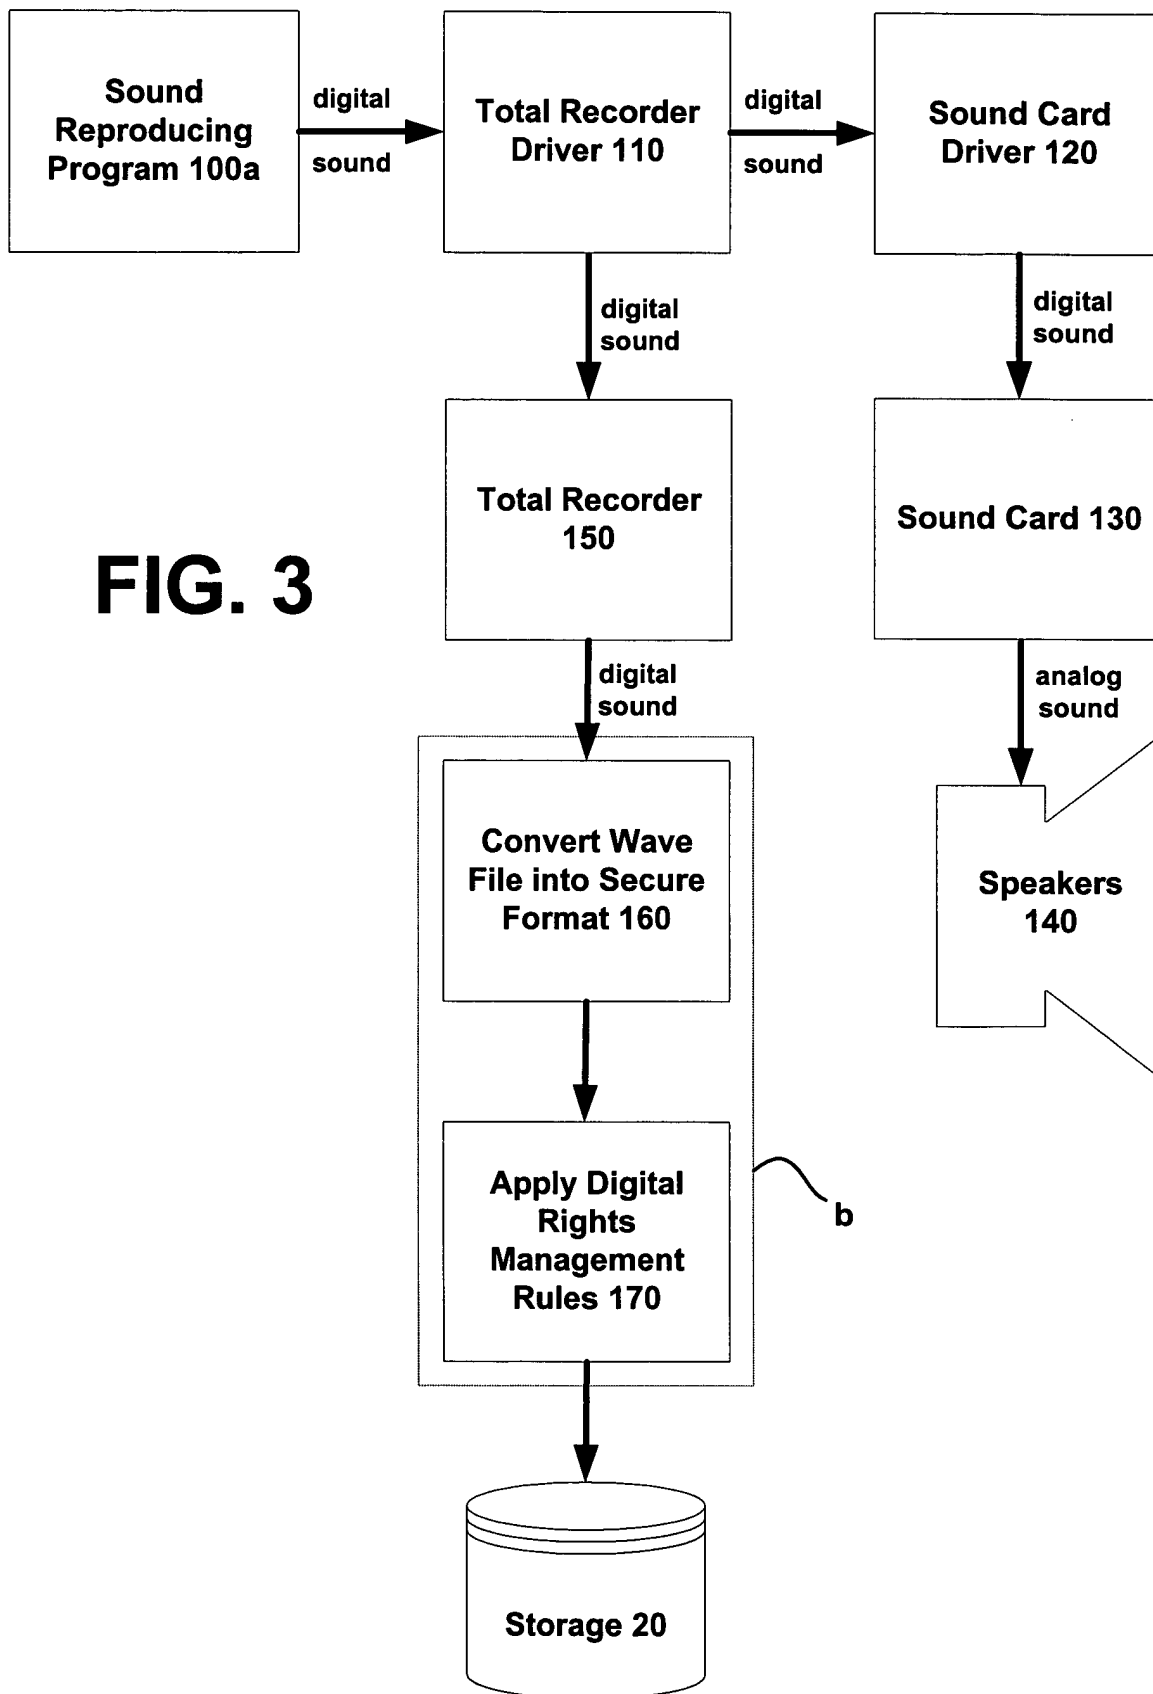 Sound
Reproducing
Program 100a
digital
sound
Total Recorder
Driver 110
digital
sound
Sound Card
Driver 120
digital
sound
digital
sound
Total Recorder
150
Sound Card 130
FIG. 3
digital
sound
analog
sound
Convert Wave
File into Secure
Format 160
Speakers
140
Apply Digital
Rights
Management
Rules 170
b
Storage 20